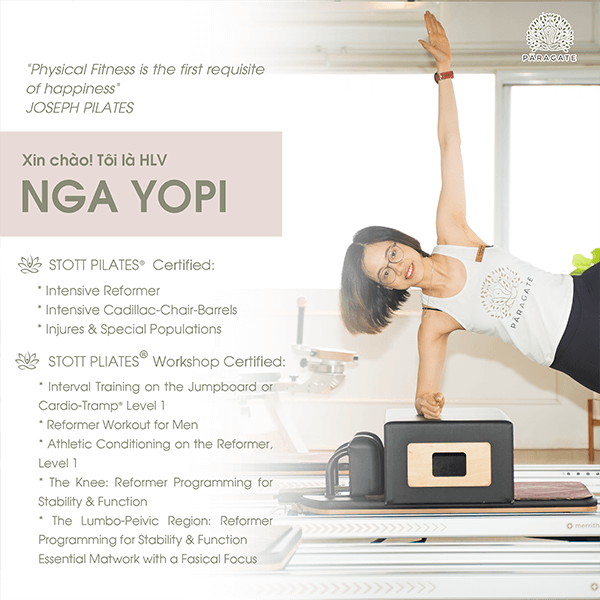 PARAGATE
"Physical Fitness is the first requisite
of happiness"
JOSEPH PILATES
Xin chào! Tôi là HLV
NGA YOPI
STOTT PILATES® Certified:
* Intensive Reformer
* Intensive Cadillac-Chair-Barrels
* Injures & Special Populations
STOTT PLIATES® Workshop Certified:
* Interval Training on the Jumpboard or
Cardio-Tramp® Level 1
* Reformer Workout for Men
* Athletic Conditioning on the Reformer,
Level 1
* The Knee: Reformer Programming for
Stability & Function
* The Lumbo-Peivic Region: Reformer
Programming for Stability & Function
Essential Matwork with a Fasical Focus
PARAGATE
merrith